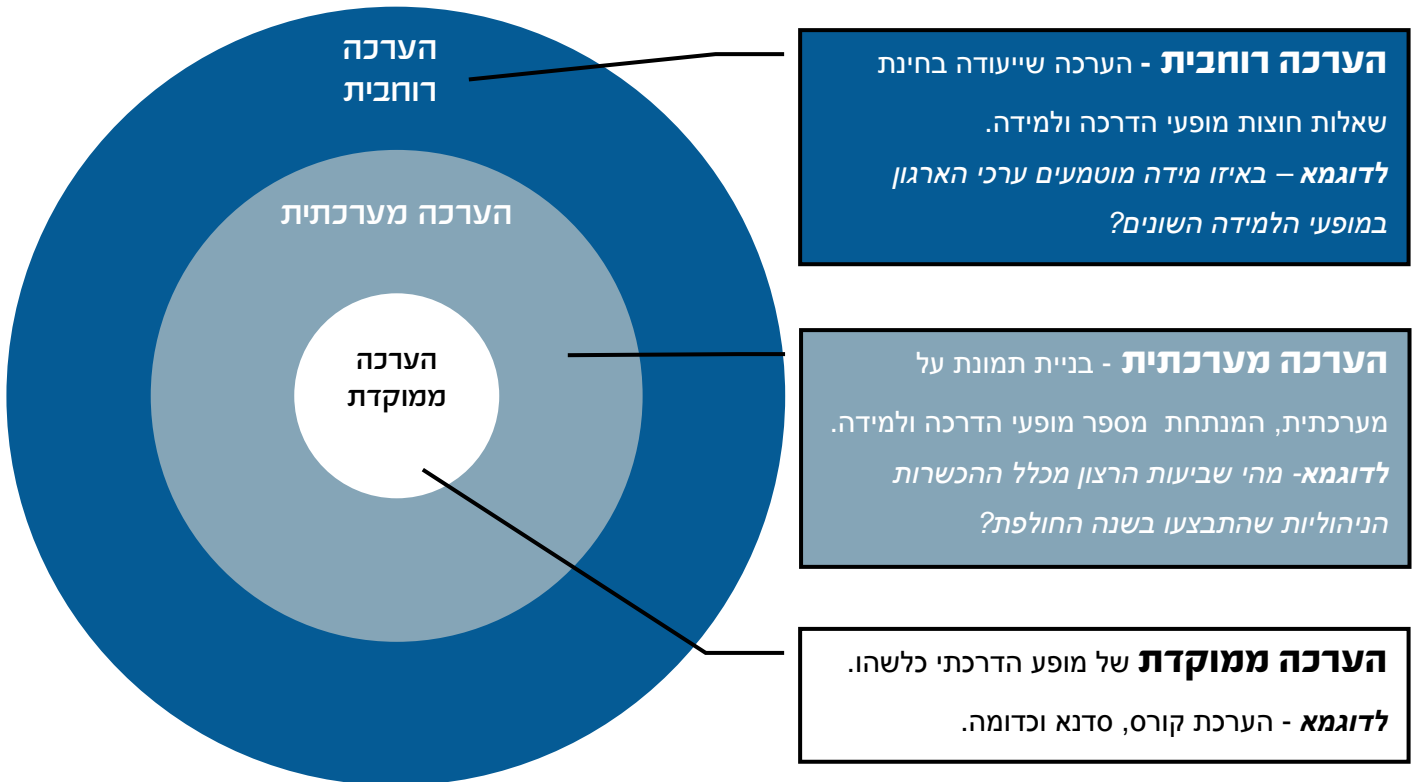 הערכה
רוחבית
הערכה מערכתית
הערכה
ממוקדת
הערכה רוחבית - הערכה שייעודה בחינת
שאלות חוצות מופעי הדרכה ולמידה.
לדוגמא – באיזו מידה מוטמעים ערכי הארגון
במופעי הלמידה השונים?
הערכה מערכתית - בניית תמונת על
מערכתית, המנתחת מספר מופעי הדרכה ולמידה.
לדוגמא- מהי שביעות הרצון מכלל ההכשרות
הניהוליות שהתבצעו בשנה החולפת?
הערכה ממוקדת של מופע הדרכתי כלשהו.
לדוגמא - הערכת קורס, סדנא וכדומה.